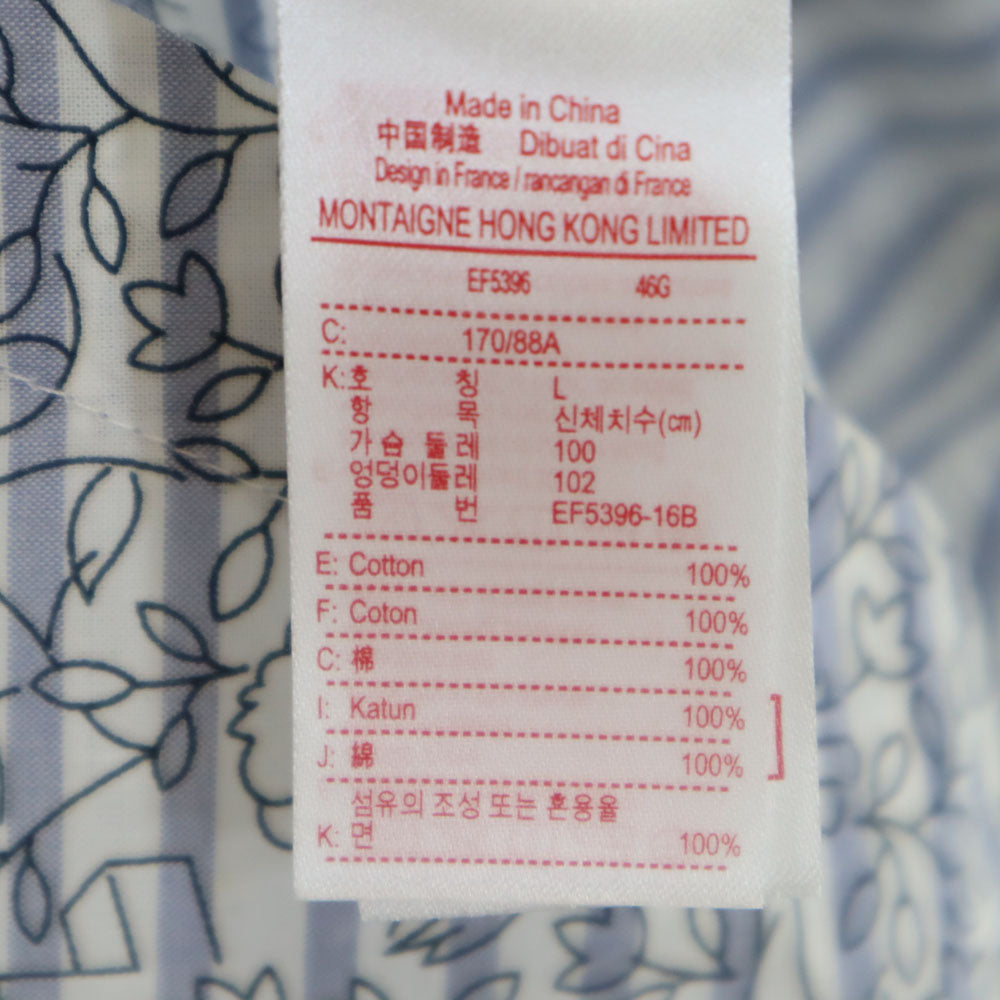 Made in China
中国制造 Dibuat di Cina
Design in France / rancangan di France
MONTAIGNE HONG KONG LIMITED
EF5396 46G
C: 170/88A
K: 호 칭 L
항 목 신체치수(㎝)
가슴둘레 100
엉덩이둘레 102
품 번 EF5396-16B
E: Cotton 100%
F: Coton 100%
C: 棉 100%
I: Katun 100%
J: 綿 100%
섬유의 조성 또는 혼용율
K: 면 100%